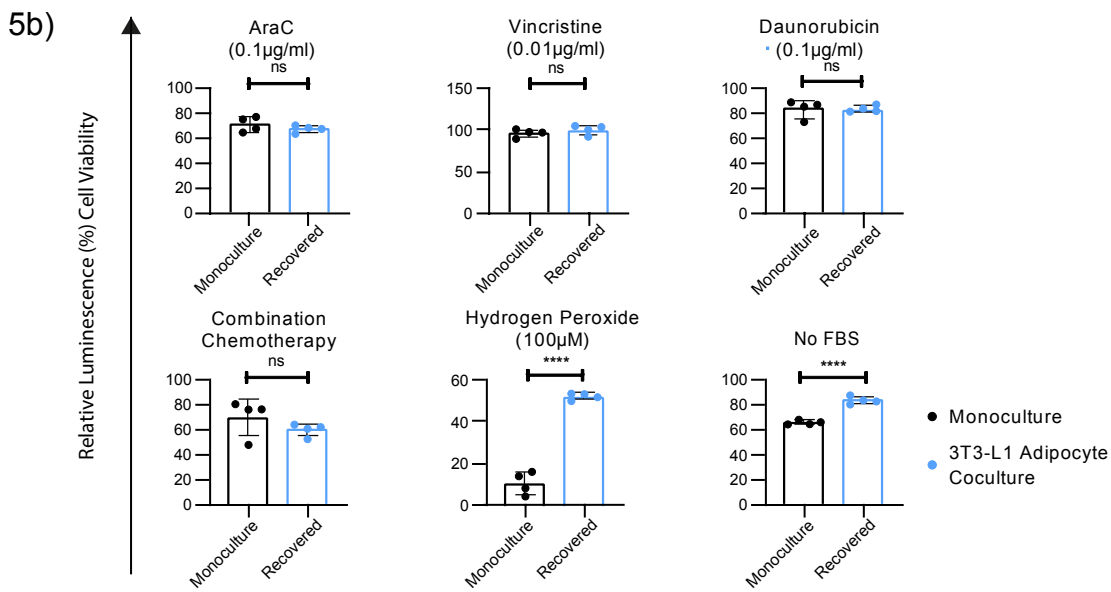 5b)
Relative Luminescence (%) Cell Viability
AraC
(0.1µg/ml)
ns
100
80
60
40
20
0
Monoculture
Recovered
Vincristine
(0.01µg/ml)
ns
150
100
50
0
Monoculture
Recovered
Daunorubicin
(0.1µg/ml)
ns
100
80
60
40
20
0
Monoculture
Recovered
Combination
Chemotherapy
ns
100
80
60
40
20
0
Monoculture
Recovered
Hydrogen Peroxide
(100µM)
****
60
40
20
0
Monoculture
Recovered
No FBS
****
100
80
60
40
20
0
Monoculture
Recovered
Monoculture
3T3-L1 Adipocyte
Coculture